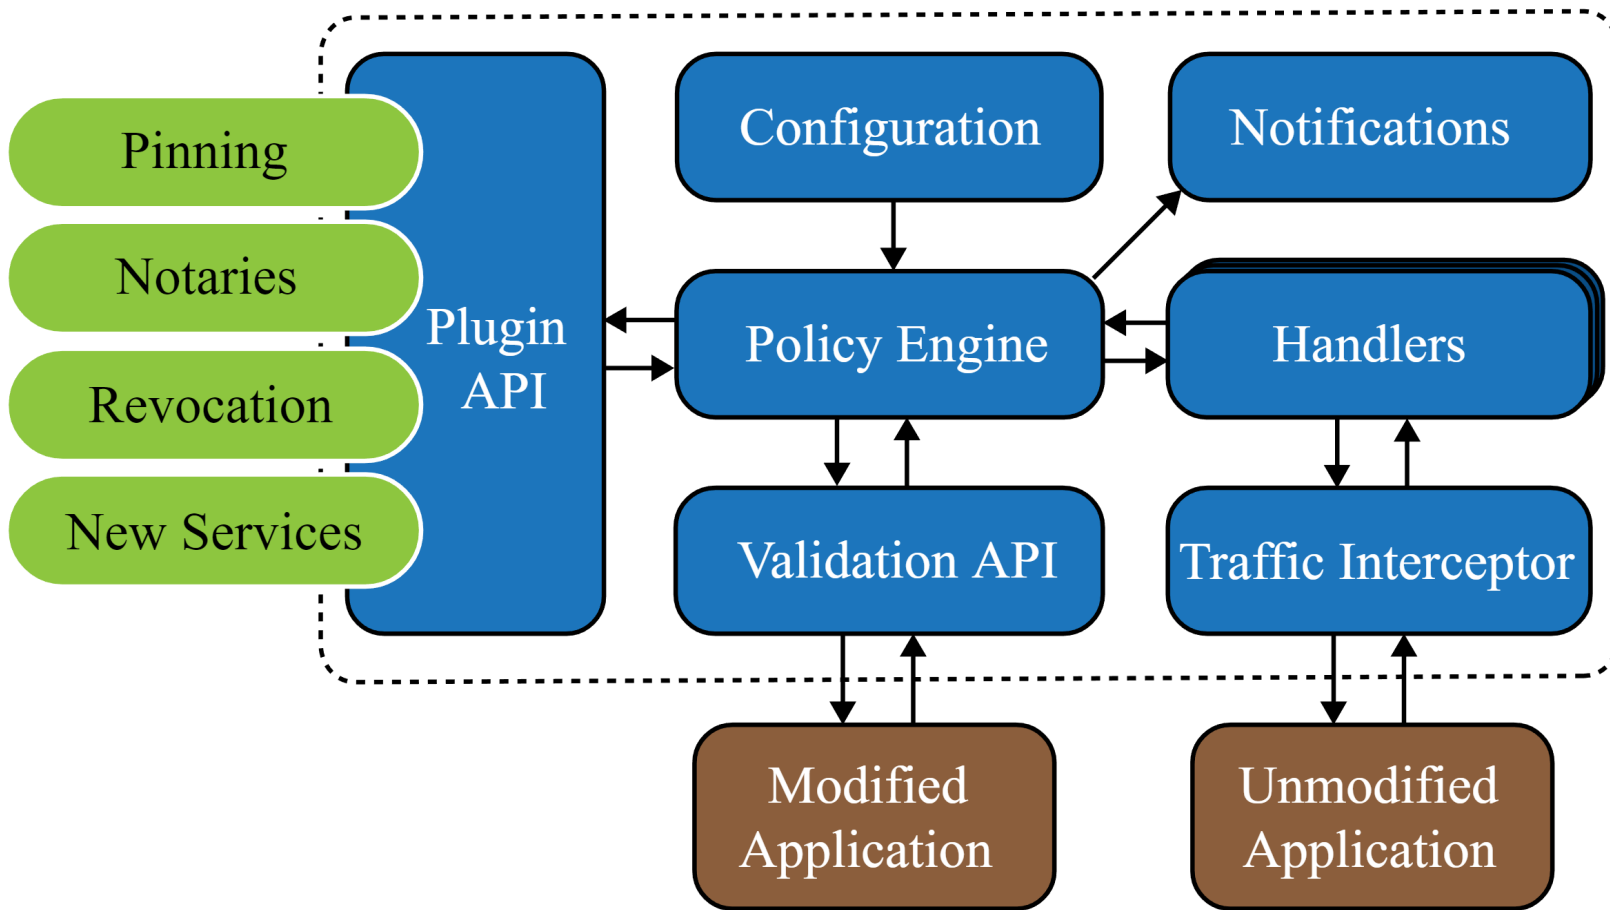 Pinning
Notaries
Revocation
New Services
Plugin
API
Configuration
Notifications
Policy Engine
Handlers
Validation API
Traffic Interceptor
Modified
Application
Unmodified
Application